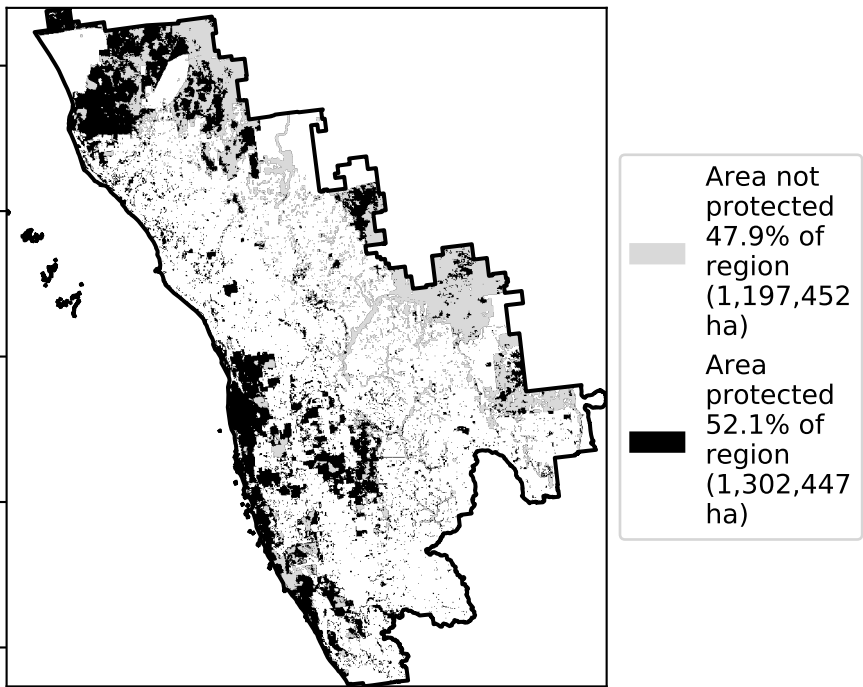 Area not
protected
47.9% of
region
(1,197,452
ha)
Area
protected
52.1% of
region
(1,302,447
ha)